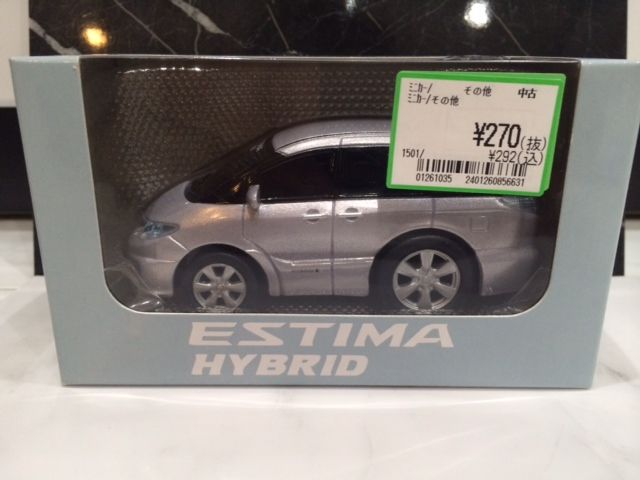 ﾐﾆｶｰ/ その他 中古
ﾐﾆｶｰ/その他
¥270(抜)
1501/ ¥292(込)
01261035 2401260856631
ESTIMA
HYBRID